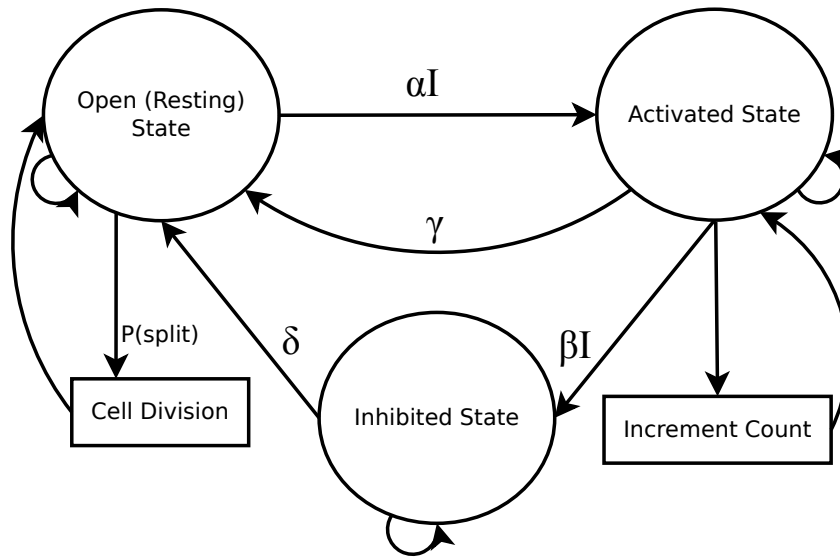 αI
Open (Resting)
State
Activated State
γ
P(split)
δ
βI
Cell Division
Inhibited State
Increment Count